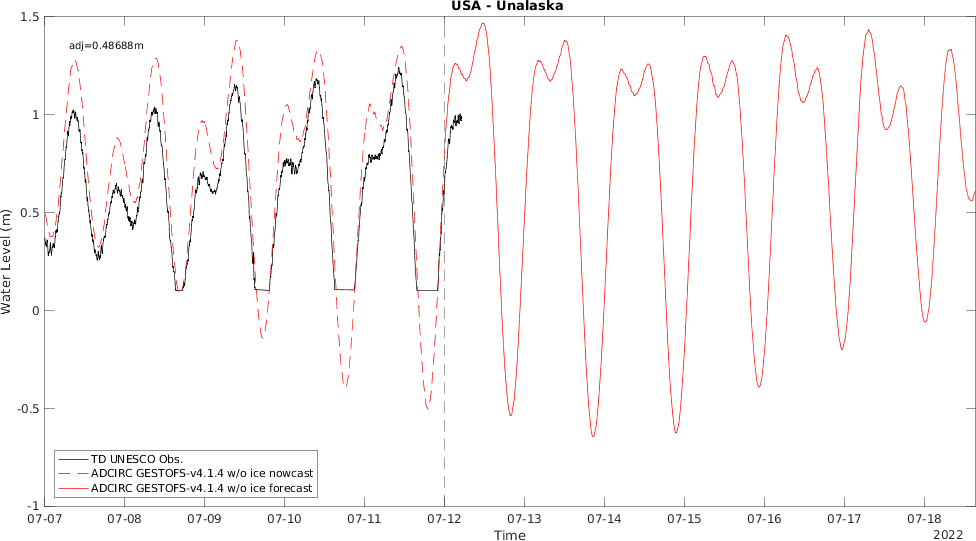 USA - Unalaska
adj=0.48688m
1.5
1
0.5
0
-0.5
-1
Water Level (m)
TD UNESCO Obs.
ADCIRC GESTOFS-v4.1.4 w/o ice nowcast
ADCIRC GESTOFS-v4.1.4 w/o ice forecast
07-07 07-08 07-09 07-10 07-11 07-12 07-13 07-14 07-15 07-16 07-17 07-18
Time
2022